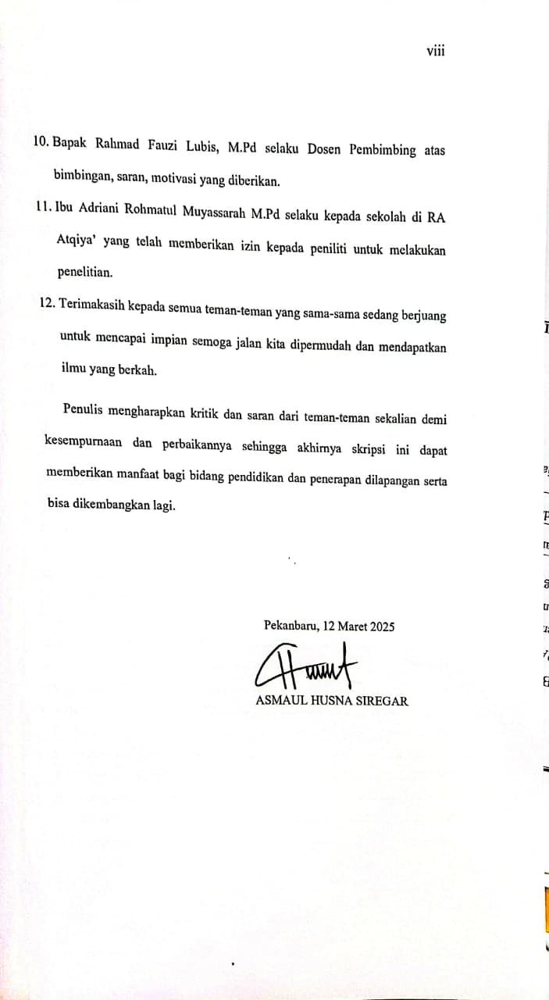 viii
10. Bapak Rahmad Fauzi Lubis, M.Pd selaku Dosen Pembimbing atas
bimbingan, saran, motivasi yang diberikan.
11. Ibu Adriani Rohmatul Muyassarah M.Pd selaku kepada sekolah di RA
Atqiya' yang telah memberikan izin kepada peniliti untuk melakukan
penelitian.
12. Terimakasih kepada semua teman-teman yang sama-sama sedang berjuang
untuk mencapai impian semoga jalan kita dipermudah dan mendapatkan
ilmu yang berkah.
Penulis mengharapkan kritik dan saran dari teman-teman sekalian demi
kesempurnaan dan perbaikannya sehingga akhirnya skripsi ini dapat
memberikan manfaat bagi bidang pendidikan dan penerapan dilapangan serta
bisa dikembangkan lagi.
Pekanbaru, 12 Maret 2025
ASMAUL HUSNA SIREGAR